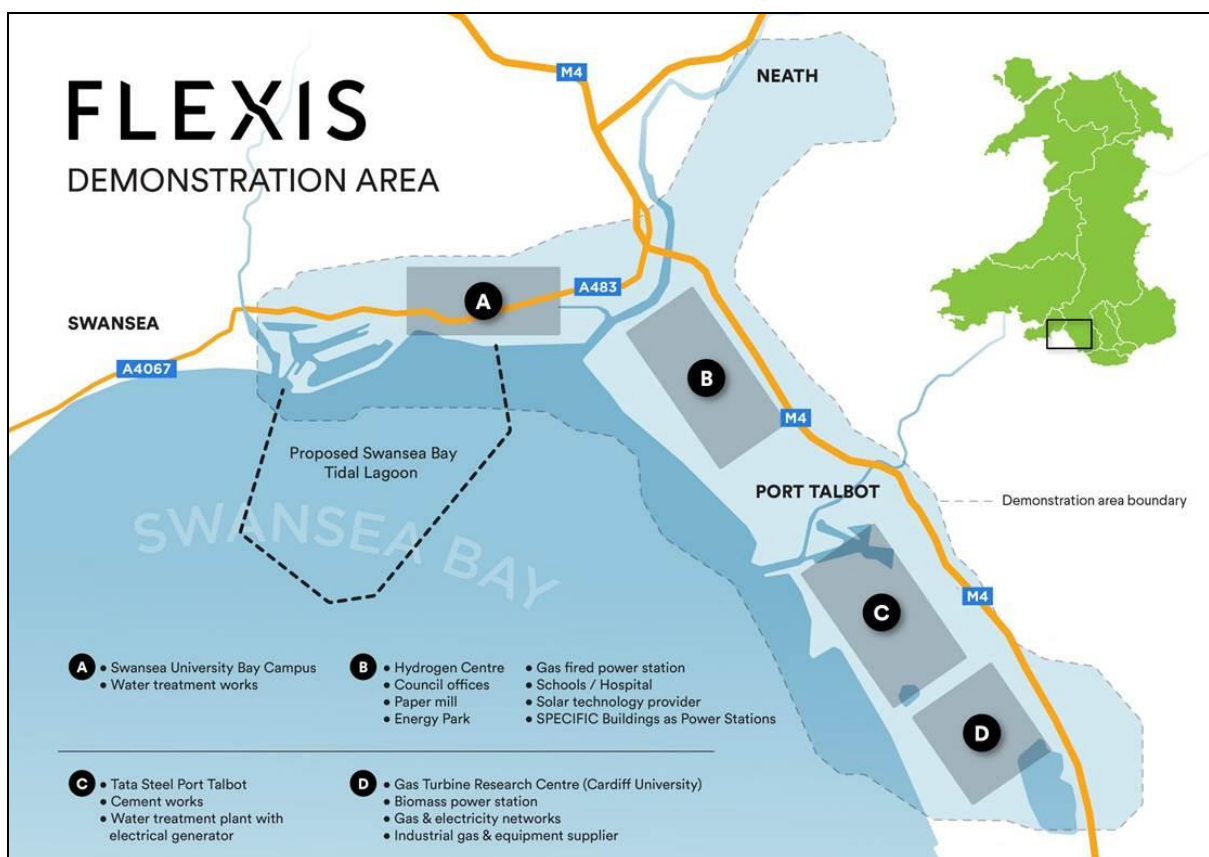 FLEXIS
DEMONSTRATION AREA
M4
NEATH
SWANSEA
A
A483
A4067
B
M4
Proposed Swansea Bay
Tidal Lagoon
PORT TALBOT
Demonstration area boundary
SWANSEA BAY
C
M4
D
A
• Swansea University Bay Campus
• Water treatment works
B
• Hydrogen Centre
• Council offices
• Paper mill
• Energy Park
• Gas fired power station
• Schools / Hospital
• Solar technology provider
• SPECIFIC Buildings as Power Stations
C
• Tata Steel Port Talbot
• Cement works
• Water treatment plant with
electrical generator
D
• Gas Turbine Research Centre (Cardiff University)
• Biomass power station
• Gas & electricity networks
• Industrial gas & equipment supplier